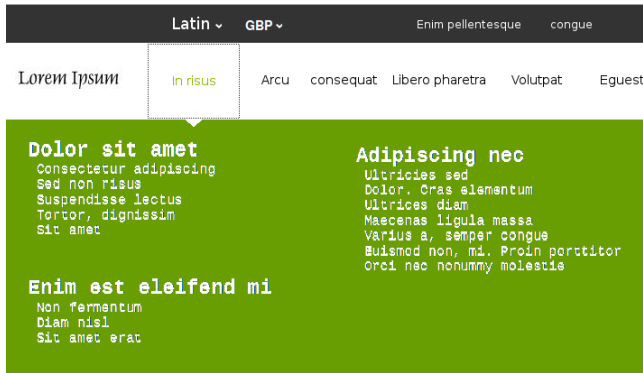 Latin GBP Enim pellentesque congue
Lorem Ipsum In risus Arcu consequat Libero pharetra Volutpat Eguest
Dolor sit amet
Consectetur adipiscing
Sed non risus
Suspendisse lectus
Tortor, dignissim
Sit amet
Enim est eleifend mi
Non fermentum
Diam nisl
Sit amet erat
Adipiscing nec
Ultricies sed
Dolor. Cras elementum
Ultrices diam
Maecenas ligula massa
Varius a, semper congue
Euismod non, mi. Proin porttitor
Orci nec nonummy molestie